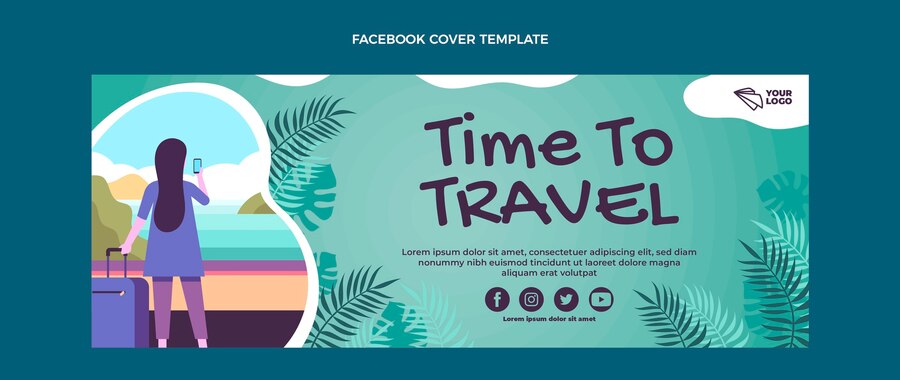 FACEBOOK COVER TEMPLATE
YOUR
LOGO
Time To
TRAVEL
Lorem ipsum dolor sit amet, consectetuer adipiscing elit, sed diam
nonummy nibh euismod tincidunt ut laoreet dolore magna
aliquam erat volutpat
Lorem ipsum dolor sit amet